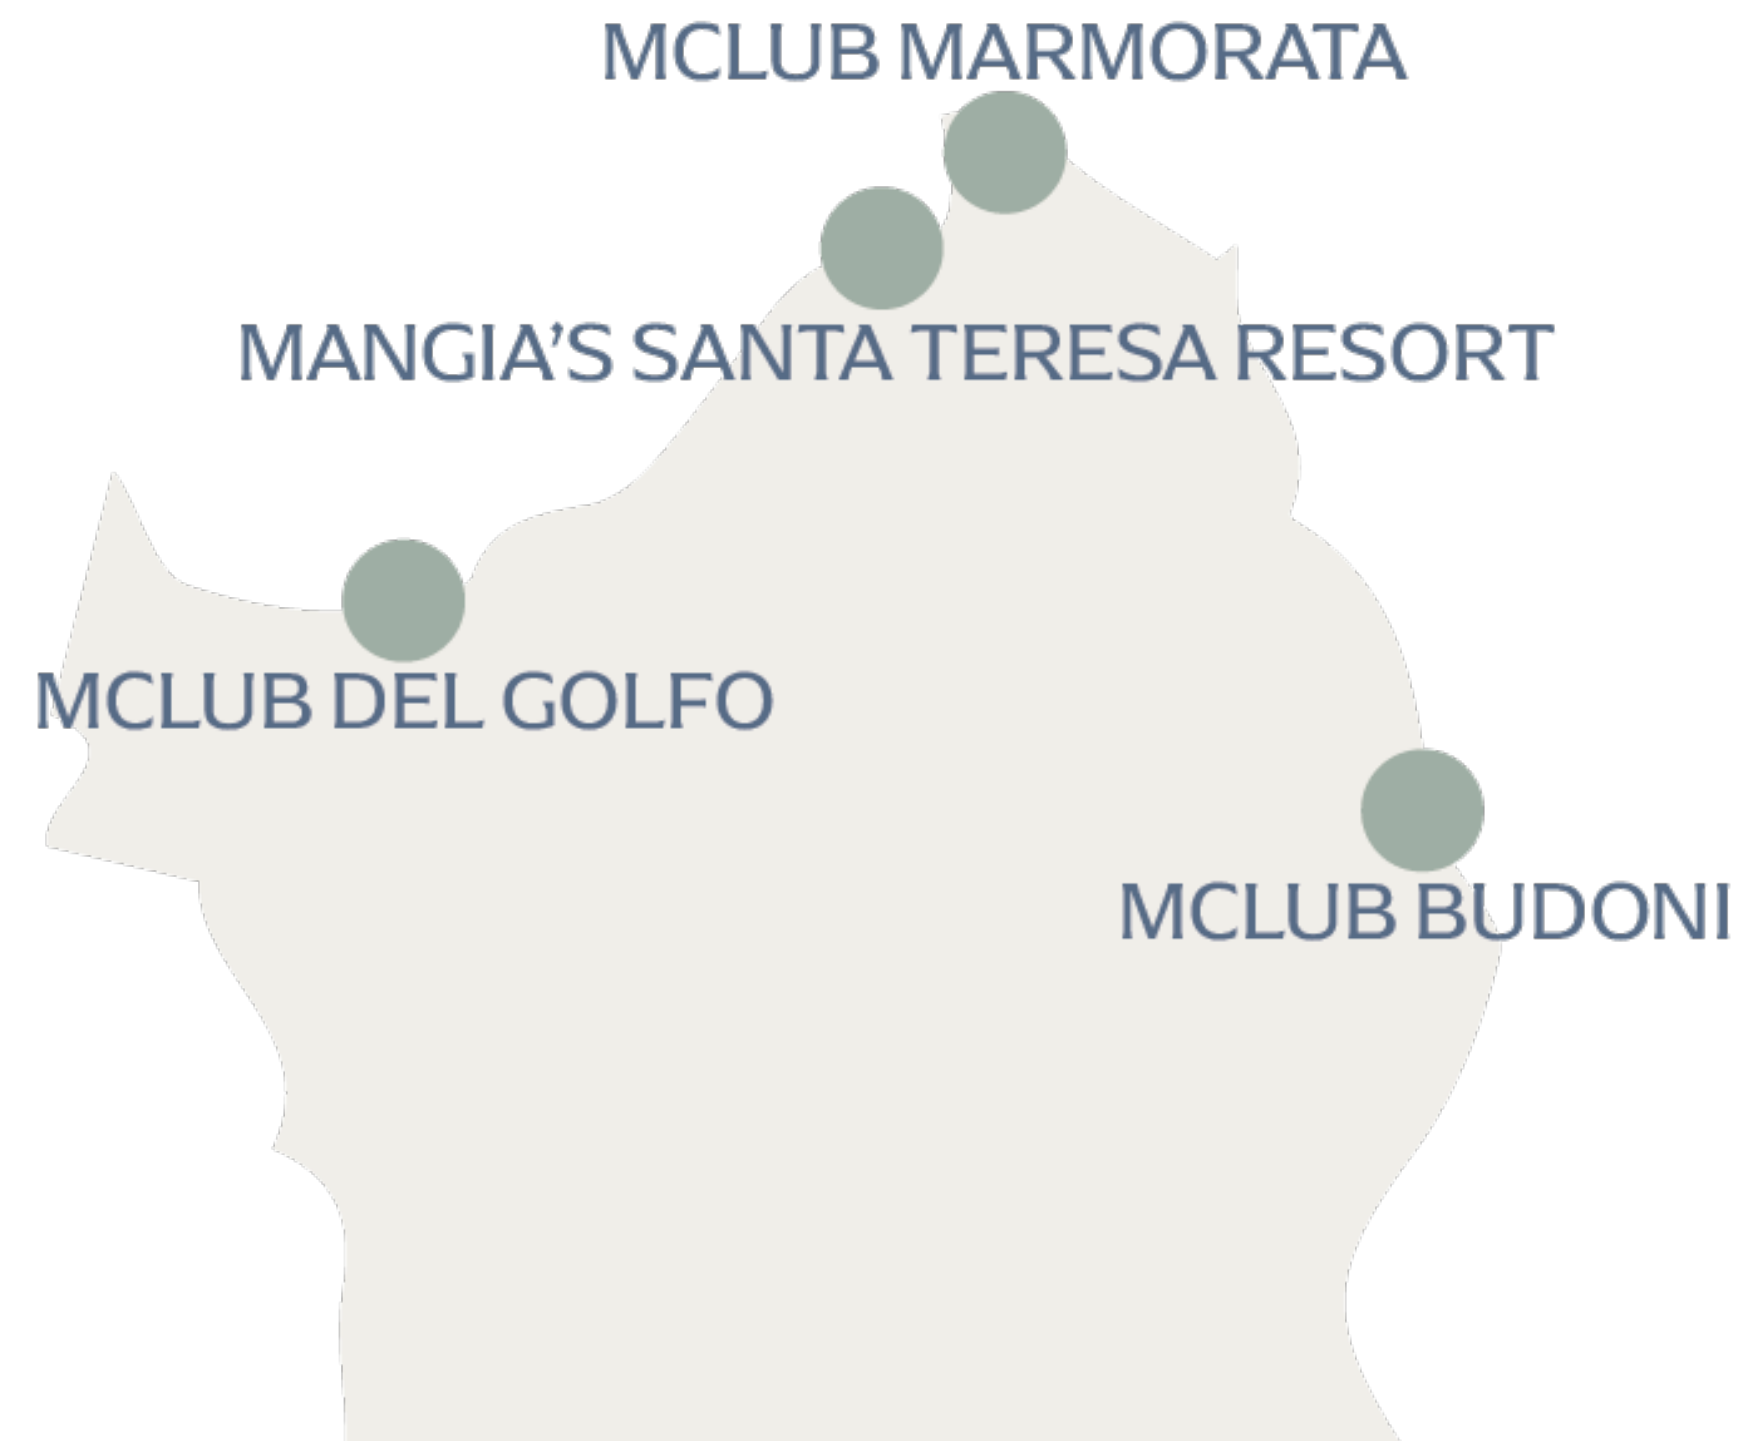 MCLUB MARMORATA
MANGIA’S SANTA TERESA RESORT
MCLUB DEL GOLFO
MCLUB BUDONI